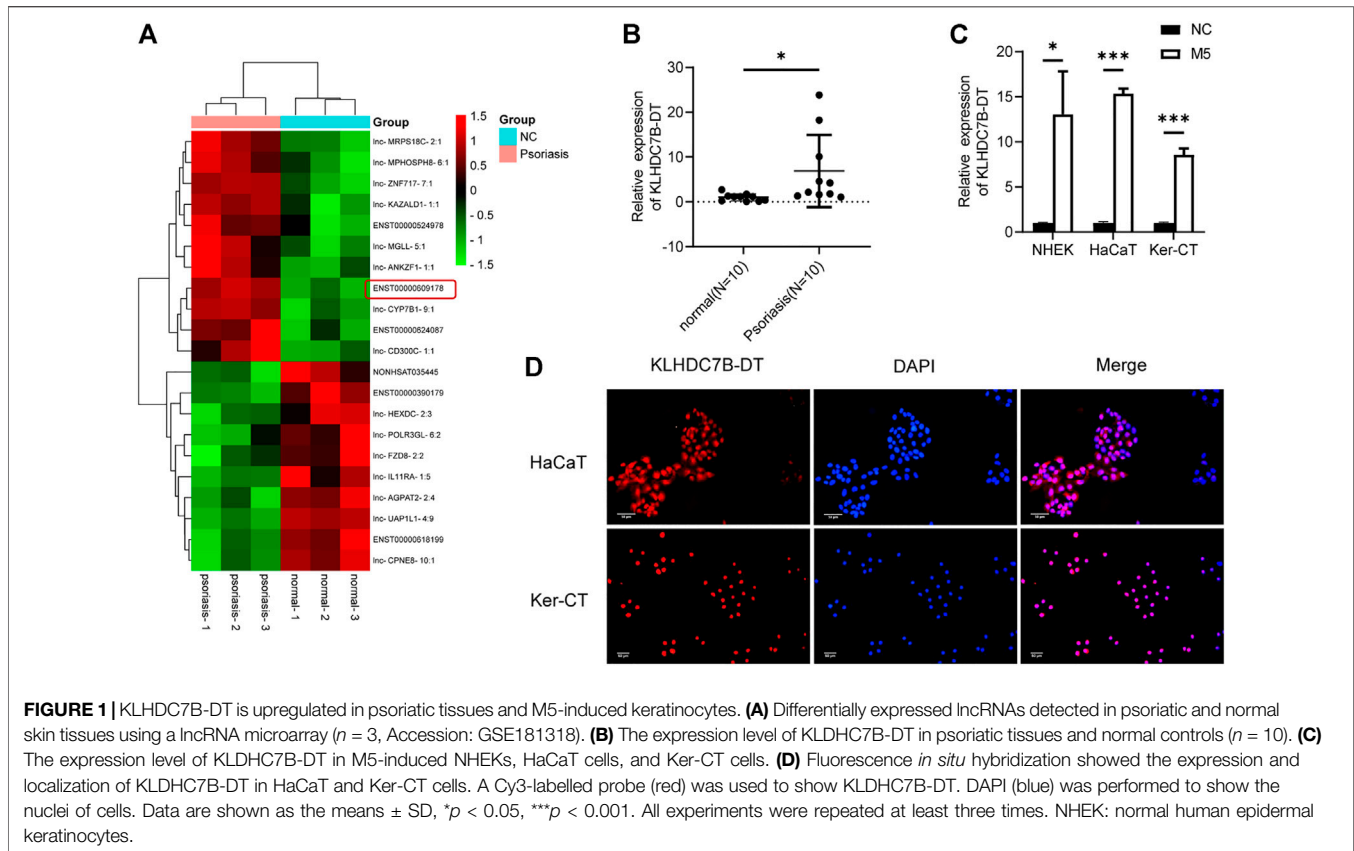 A
Group
1.5
1
0.5
0
- 0.5
- 1
- 1.5
Group
NC
Psoriasis
lnc- MRPS18C- 2:1
lnc- MPHOSPH8- 6:1
lnc- ZNF717- 7:1
lnc- KAZALD1- 1:1
ENST00000524978
lnc- MGLL- 5:1
lnc- ANKZF1- 1:1
ENST00000609178
lnc- CYP7B1- 9:1
ENST00000624087
lnc- CD300C- 1:1
NONHSAT035445
ENST00000390179
lnc- HEXDC- 2:3
lnc- POLR3GL- 6:2
lnc- FZD8- 2:2
lnc- IL11RA- 1:5
lnc- AGPAT2- 2:4
lnc- UAP1L1- 4:9
ENST00000618199
lnc- CPNE8- 10:1
psoriasis- 1
psoriasis- 2
psoriasis- 3
normal- 1
normal- 2
normal- 3
B
Relative expression
of KLHDC7B-DT
30
20
10
0
-10
*
normal(N=10)
Psoriasis(N=10)
C
NC
M5
Relative expression
of KLHDC7B-DT
20
15
10
5
0
*
***
***
NHEK
HaCaT
Ker-CT
D
KLHDC7B-DT
DAPI
Merge
HaCaT
Ker-CT
FIGURE 1 | KLHDC7B-DT is upregulated in psoriatic tissues and M5-induced keratinocytes. (A) Differentially expressed lncRNAs detected in psoriatic and normal
skin tissues using a lncRNA microarray (n = 3, Accession: GSE181318). (B) The expression level of KLDHC7B-DT in psoriatic tissues and normal controls (n = 10). (C)
The expression level of KLDHC7B-DT in M5-induced NHEKs, HaCaT cells, and Ker-CT cells. (D) Fluorescence in situ hybridization showed the expression and
localization of KLDHC7B-DT in HaCaT and Ker-CT cells. A Cy3-labelled probe (red) was used to show KLDHC7B-DT. DAPI (blue) was performed to show the
nuclei of cells. Data are shown as the means ± SD, *p < 0.05, ***p < 0.001. All experiments were repeated at least three times. NHEK: normal human epidermal
keratinocytes.